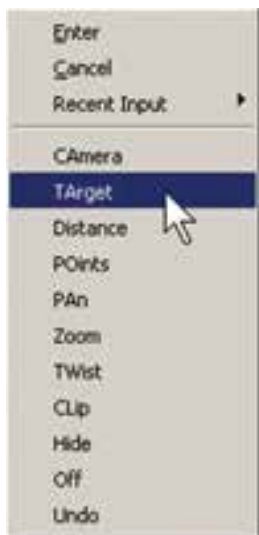 Enter
Cancel
Recent Input
CAmera
TArget
Distance
POints
PAn
Zoom
TWist
CLip
Hide
Off
Undo